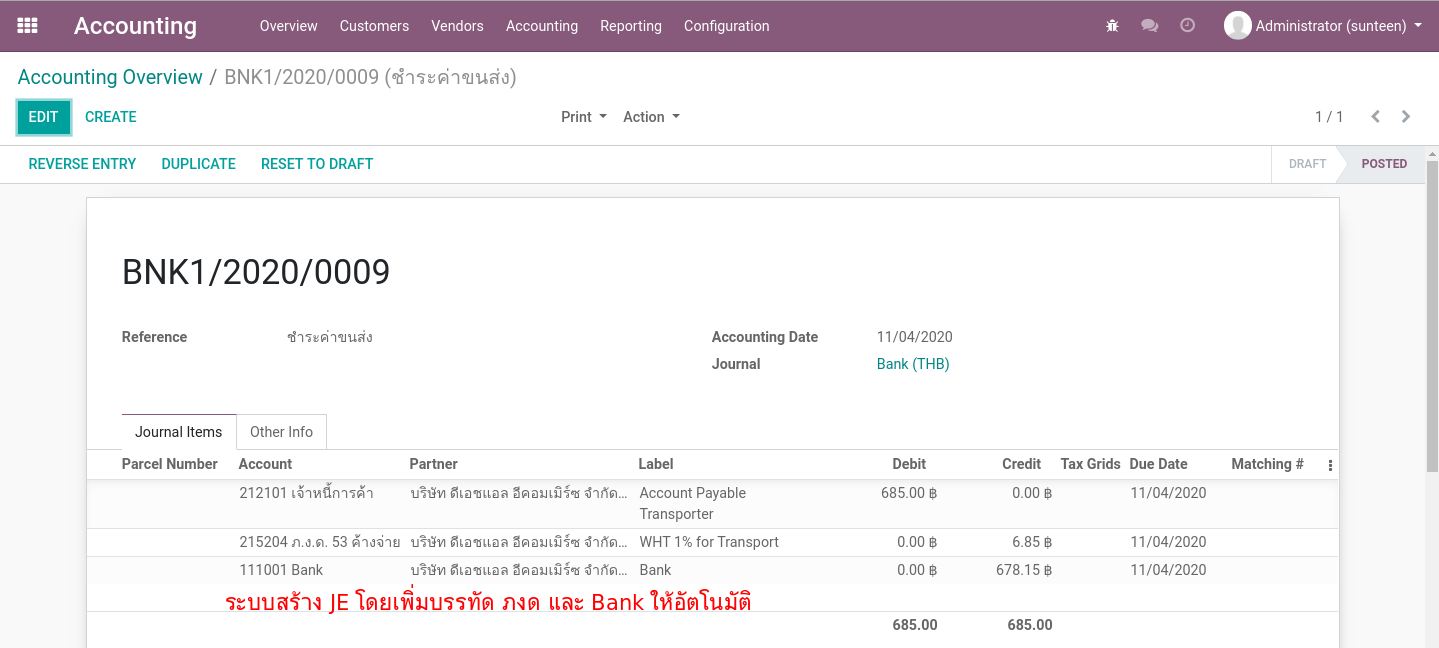 Accounting Overview Customers Vendors Accounting Reporting Configuration Administrator (sunteen)
Accounting Overview / BNK1/2020/0009 (ชำระค่าขนส่ง)
EDIT CREATE Print Action 1 / 1
REVERSE ENTRY DUPLICATE RESET TO DRAFT DRAFT POSTED
BNK1/2020/0009
Reference ชำระค่าขนส่ง Accounting Date 11/04/2020
Journal Bank (THB)
Journal Items Other Info
Parcel Number Account Partner Label Debit Credit Tax Grids Due Date Matching #
212101 เจ้าหนี้การค้า บริษัท ดีเอชแอล อีคอมเมิร์ซ จำกัด... Account Payable 685.00 ฿ 0.00 ฿ 11/04/2020
Transporter
215204 ภ.ง.ด. 53 ค้างจ่าย บริษัท ดีเอชแอล อีคอมเมิร์ซ จำกัด... WHT 1% for Transport 0.00 ฿ 6.85 ฿ 11/04/2020
111001 Bank บริษัท ดีเอชแอล อีคอมเมิร์ซ จำกัด... Bank 0.00 ฿ 678.15 ฿ 11/04/2020
ระบบสร้าง JE โดยเพิ่มบรรทัด ภงด และ Bank ให้อัตโนมัติ
685.00 685.00